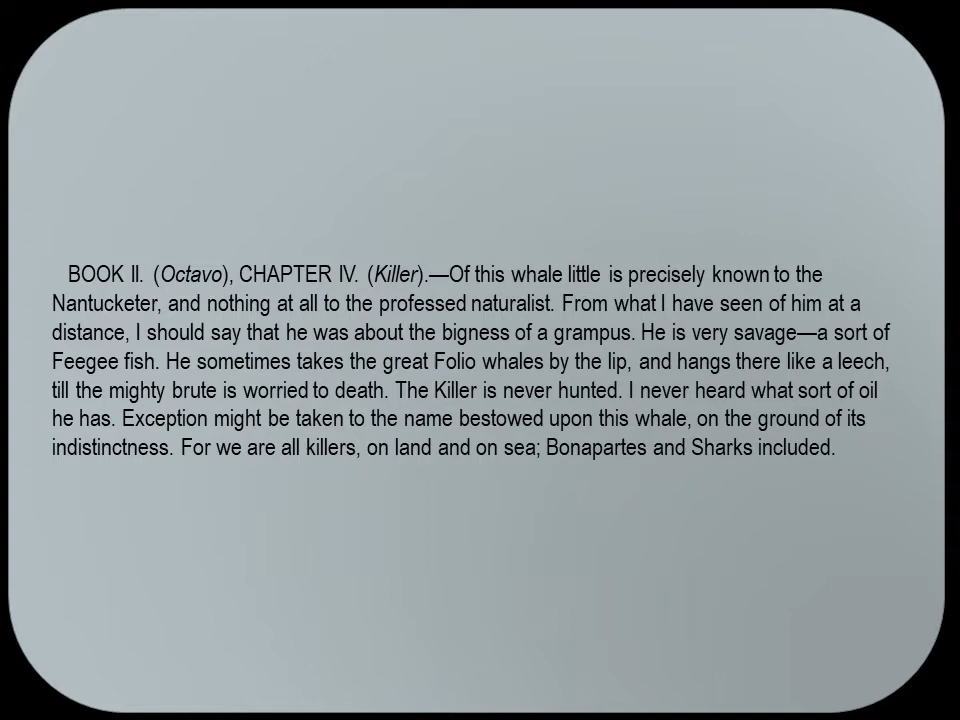 BOOK II. (Octavo), CHAPTER IV. (Killer).—Of this whale little is precisely known to the
Nantucketer, and nothing at all to the professed naturalist. From what I have seen of him at a
distance, I should say that he was about the bigness of a grampus. He is very savage—a sort of
Feegee fish. He sometimes takes the great Folio whales by the lip, and hangs there like a leech,
till the mighty brute is worried to death. The Killer is never hunted. I never heard what sort of oil
he has. Exception might be taken to the name bestowed upon this whale, on the ground of its
indistinctness. For we are all killers, on land and on sea; Bonapartes and Sharks included.